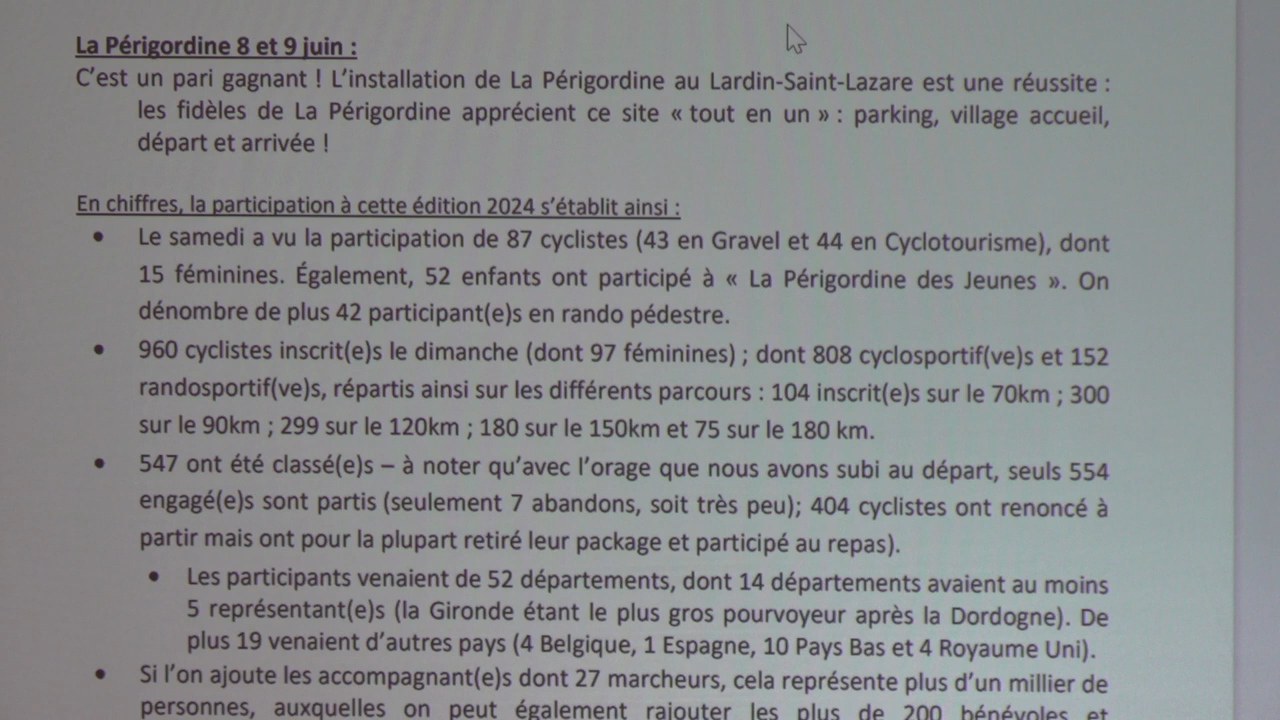 La Périgordine 8 et 9 juin :
C'est un pari gagnant ! L'installation de La Périgordine au Lardin-Saint-Lazare est une réussite :
les fidèles de La Périgordine apprécient ce site « tout en un » : parking, village accueil,
départ et arrivée !
En chiffres, la participation à cette édition 2024 s'établit ainsi :
• Le samedi a vu la participation de 87 cyclistes (43 en Gravel et 44 en Cyclotourisme), dont
15 féminines. Également, 52 enfants ont participé à « La Périgordine des Jeunes ». On
dénombre de plus 42 participant(e)s en rando pédestre.
• 960 cyclistes inscrit(e)s le dimanche (dont 97 féminines) ; dont 808 cyclosportif(ve)s et 152
randosportif(ve)s, répartis ainsi sur les différents parcours : 104 inscrit(e)s sur le 70km ; 300
sur le 90km ; 299 sur le 120km ; 180 sur le 150km et 75 sur le 180 km.
• 547 ont été classé(e)s – à noter qu'avec l'orage que nous avons subi au départ, seuls 554
engagé(e)s sont partis (seulement 7 abandons, soit très peu); 404 cyclistes ont renoncé à
partir mais ont pour la plupart retiré leur package et participé au repas).
• Les participants venaient de 52 départements, dont 14 départements avaient au moins
5 représentant(e)s (la Gironde étant le plus gros pourvoyeur après la Dordogne). De
plus 19 venaient d'autres pays (4 Belgique, 1 Espagne, 10 Pays Bas et 4 Royaume Uni).
• Si l'on ajoute les accompagnant(e)s dont 27 marcheurs, cela représente plus d'un millier de
personnes, auxquelles on peut également rajouter les plus de 200 bénévoles et